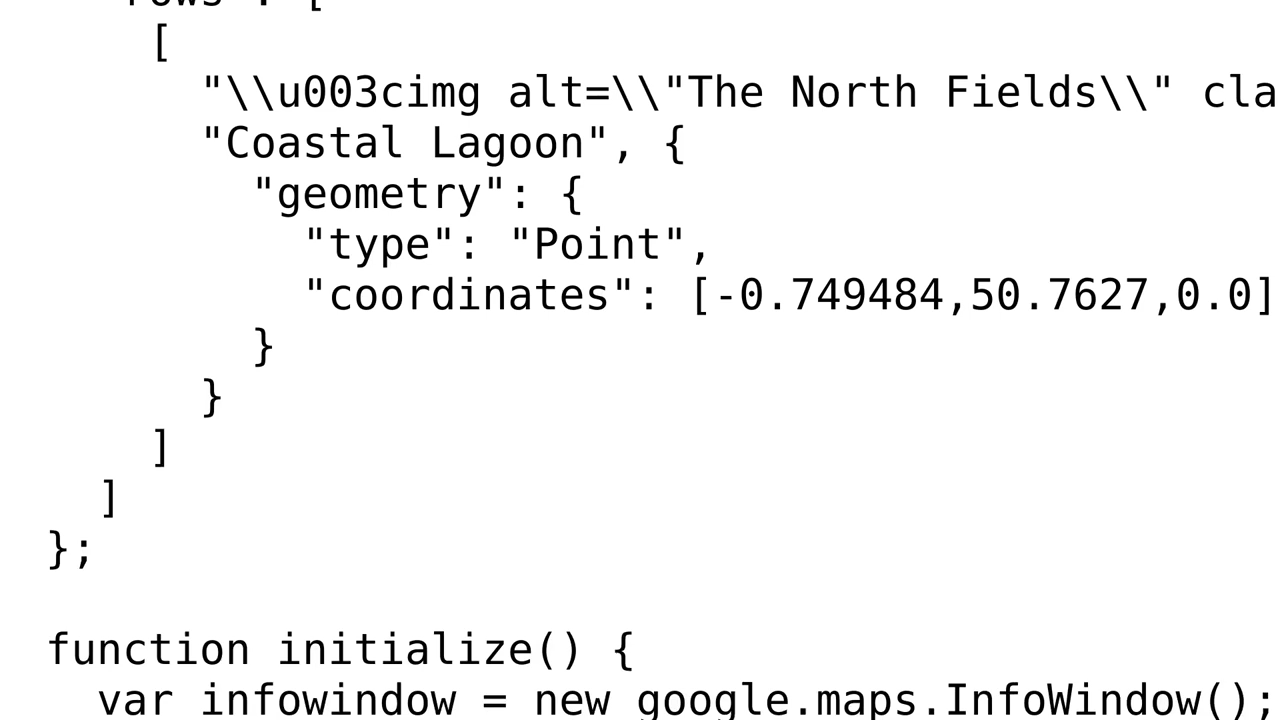 rows": [
[
"\\u003cimg alt=\\"The North Fields\\" cla
"Coastal Lagoon", {
"geometry": {
"type": "Point",
"coordinates": [-0.749484,50.7627,0.0]
}
}
]
]
};
function initialize() {
var infowindow = new google.maps.InfoWindow();